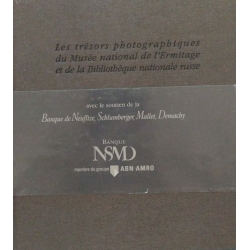 Les trésors photographiques
du Musée national de l'Ermitage
et de la Bibliothèque nationale russe
avec le soutien de la
Banque de Neuflize, Schlumberger, Mallet, Demachy
BANQUE
NSMD
membre du groupe ABN·AMRO